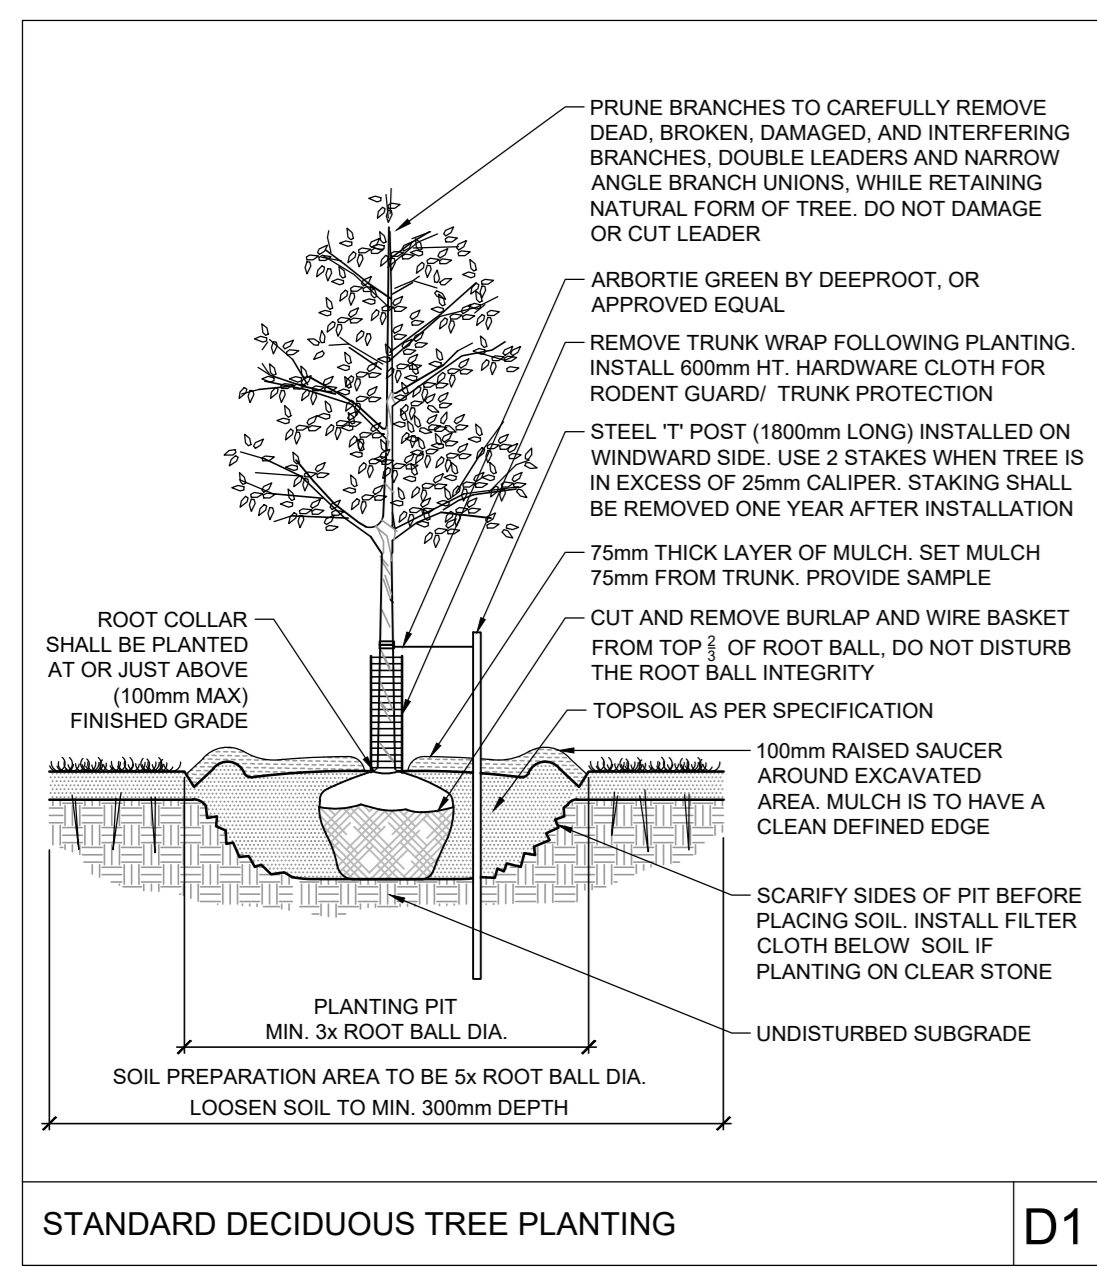 PRUNE BRANCHES TO CAREFULLY REMOVE
DEAD, BROKEN, DAMAGED, AND INTERFERING
BRANCHES, DOUBLE LEADERS AND NARROW
ANGLE BRANCH UNIONS, WHILE RETAINING
NATURAL FORM OF TREE. DO NOT DAMAGE
OR CUT LEADER
ARBORTIE GREEN BY DEEPROOT, OR
APPROVED EQUAL
REMOVE TRUNK WRAP FOLLOWING PLANTING.
INSTALL 600mm HT. HARDWARE CLOTH FOR
RODENT GUARD/ TRUNK PROTECTION
STEEL 'T' POST (1800mm LONG) INSTALLED ON
WINDWARD SIDE. USE 2 STAKES WHEN TREE IS
IN EXCESS OF 25mm CALIPER. STAKING SHALL
BE REMOVED ONE YEAR AFTER INSTALLATION
75mm THICK LAYER OF MULCH. SET MULCH
75mm FROM TRUNK. PROVIDE SAMPLE
CUT AND REMOVE BURLAP AND WIRE BASKET
FROM TOP 2/3 OF ROOT BALL, DO NOT DISTURB
THE ROOT BALL INTEGRITY
TOPSOIL AS PER SPECIFICATION
ROOT COLLAR
SHALL BE PLANTED
AT OR JUST ABOVE
(100mm MAX)
FINISHED GRADE
100mm RAISED SAUCER
AROUND EXCAVATED
AREA. MULCH IS TO HAVE A
CLEAN DEFINED EDGE
SCARIFY SIDES OF PIT BEFORE
PLACING SOIL. INSTALL FILTER
CLOTH BELOW SOIL IF
PLANTING ON CLEAR STONE
UNDISTURBED SUBGRADE
PLANTING PIT
MIN. 3x ROOT BALL DIA.
SOIL PREPARATION AREA TO BE 5x ROOT BALL DIA.
LOOSEN SOIL TO MIN. 300mm DEPTH
STANDARD DECIDUOUS TREE PLANTING
D1